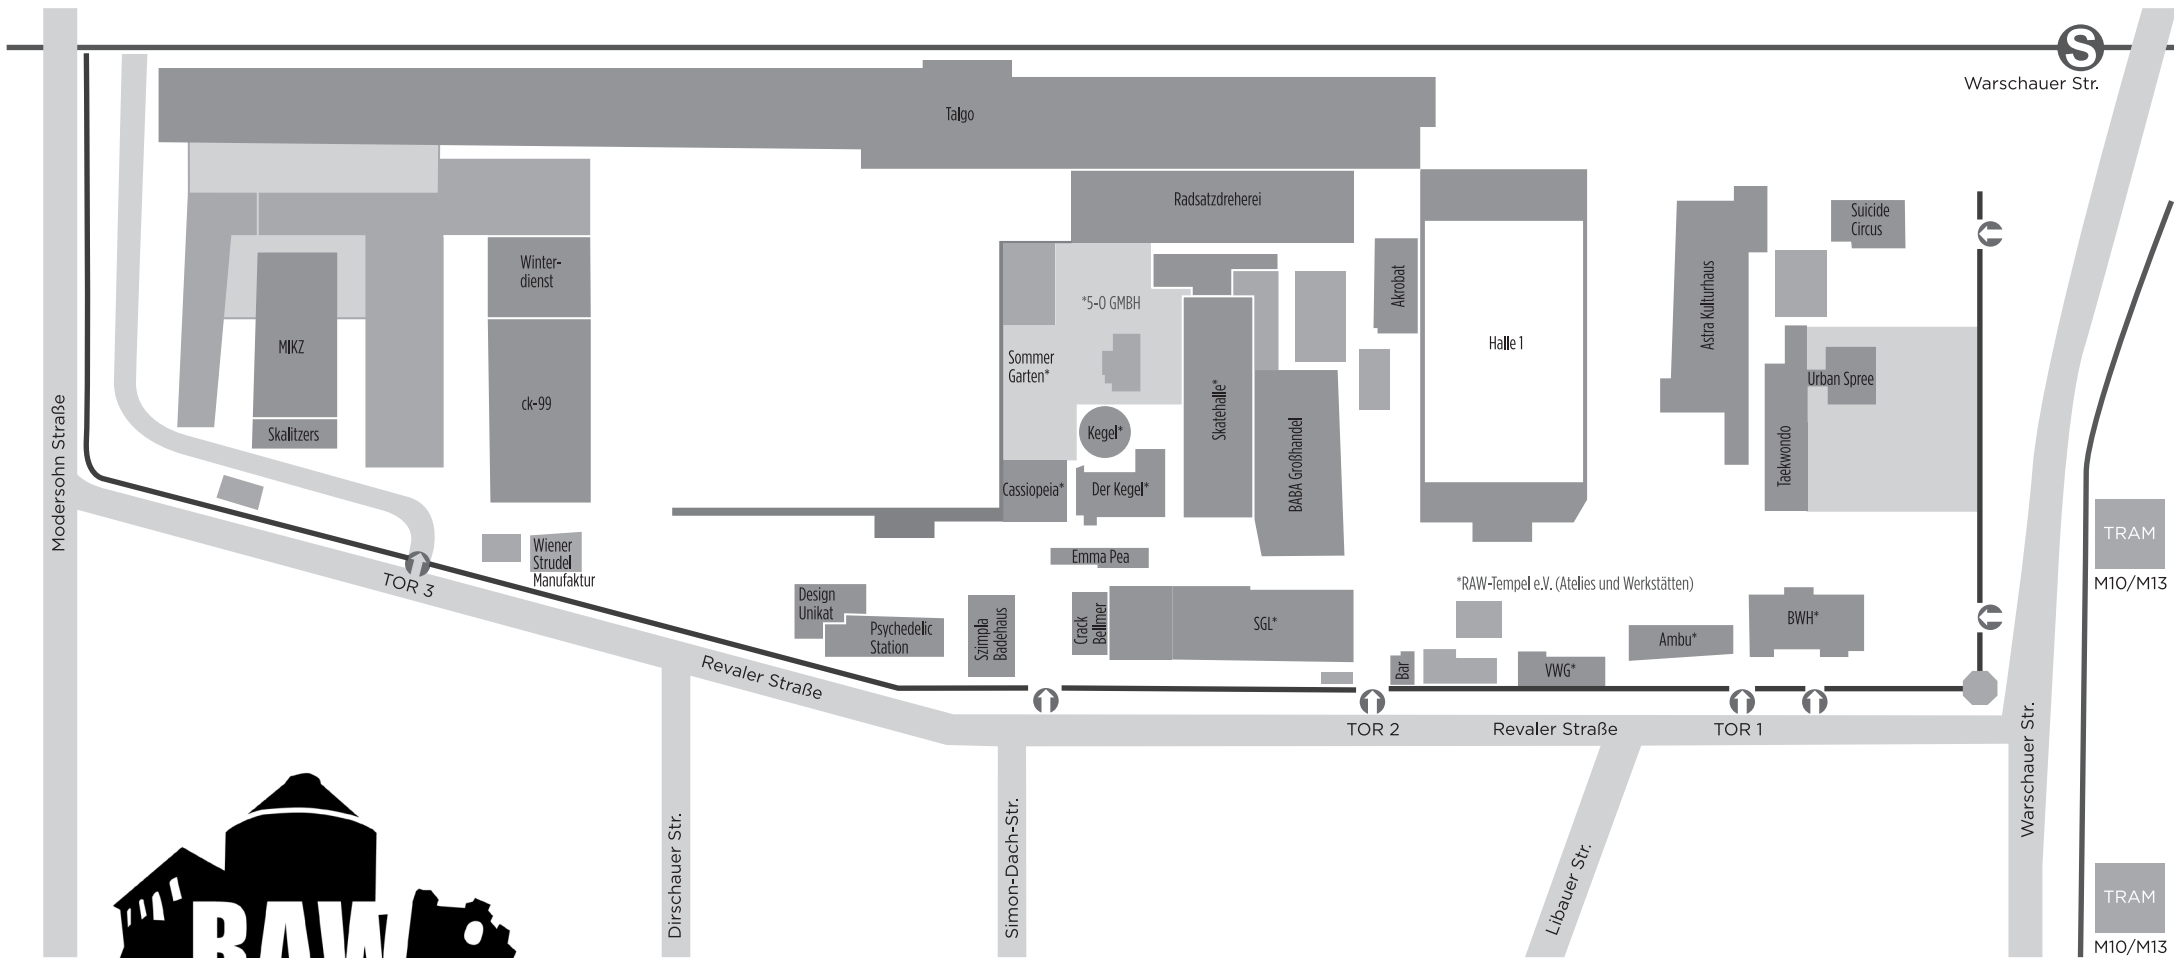 S
Warschauer Str.
Talgo
Radsatzdreherei
Suicide
Circus
Winter-
dienst
Akrobat
Astra Kulturhaus
*5-0 GMBH
MIKZ
Halle 1
Sommer
Garten*
Urban Spree
ck-99
Skatehalle*
Modersohn Straße
Skalitzers
Kegel*
BABA Großhandel
Taekwondo
Cassiopeia*
Der Kegel*
TRAM
M10/M13
Wiener
Strudel
Manufaktur
Emma Pea
TOR 3
*RAW-Tempel e.V. (Atelies und Werkstätten)
Design
Unikat
Psychedelic
Station
Szimpla
Badehaus
Crack
Bellmer
SGL*
BWH*
Ambu*
Bar
VWG*
Revaler Straße
TOR 2
Revaler Straße
TOR 1
Warschauer Str.
Dirschauer Str.
Simon-Dach-Str.
Libauer Str.
TRAM
M10/M13
RAW